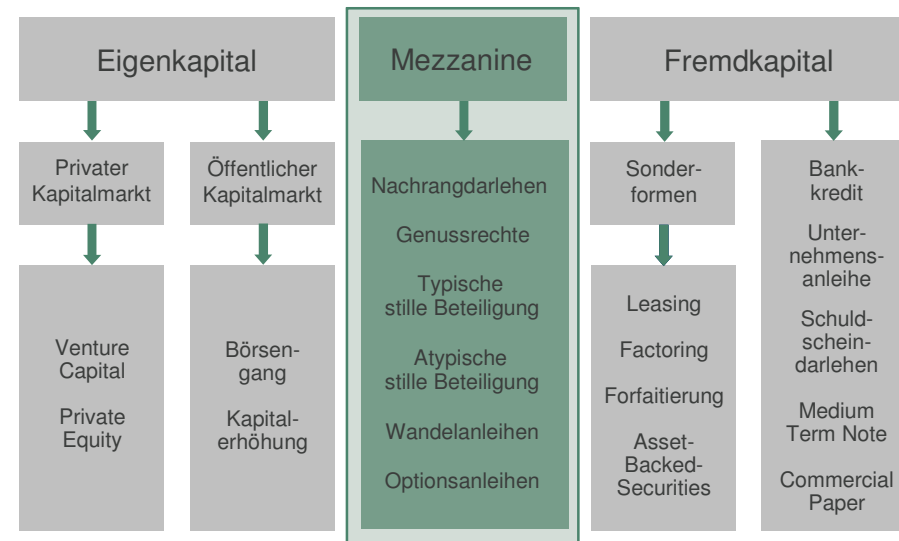 Eigenkapital
Mezzanine
Fremdkapital
Privater
Kapitalmarkt
Öffentlicher
Kapitalmarkt
Venture
Capital
Private
Equity
Börsen-
gang
Kapital-
erhöhung
Nachrangdarlehen
Genussrechte
Typische
stille Beteiligung
Atypische
stille Beteiligung
Wandelanleihen
Optionsanleihen
Sonder-
formen
Leasing
Factoring
Forfaitierung
Asset-
Backed-
Securities
Bank-
kredit
Unter-
nehmens-
anleihe
Schuld-
schein-
darlehen
Medium
Term Note
Commercial
Paper